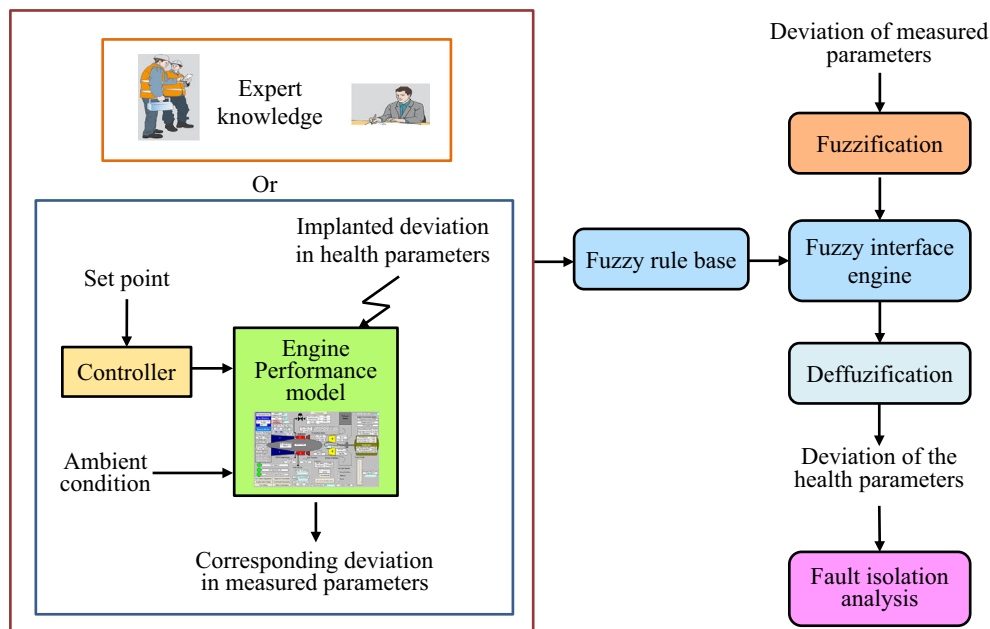 Expert
knowledge
Or
Implanted deviation
in health parameters
Set point
Controller
Engine
Performance
model
Ambient
condition
Corresponding deviation
in measured parameters
Fuzzy rule base
Deviation of measured
parameters
Fuzzification
Fuzzy interface
engine
Deffuzification
Deviation of the
health parameters
Fault isolation
analysis